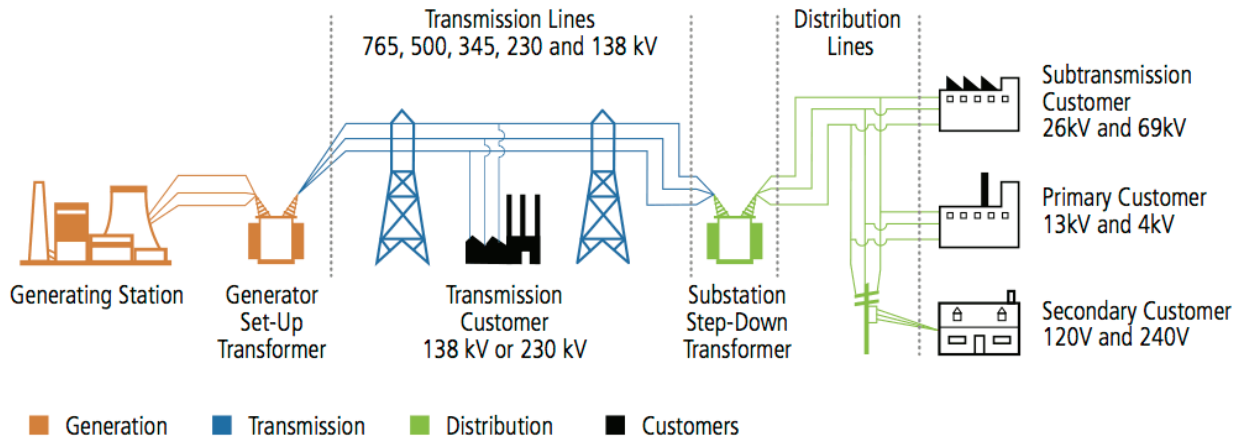 Transmission Lines
765, 500, 345, 230 and 138 kV
Distribution
Lines
Subtransmission
Customer
26kV and 69kV
Primary Customer
13kV and 4kV
Secondary Customer
120V and 240V
Generating Station
Generator
Set-Up
Transformer
Transmission
Customer
138 kV or 230 kV
Substation
Step-Down
Transformer
Generation
Transmission
Distribution
Customers